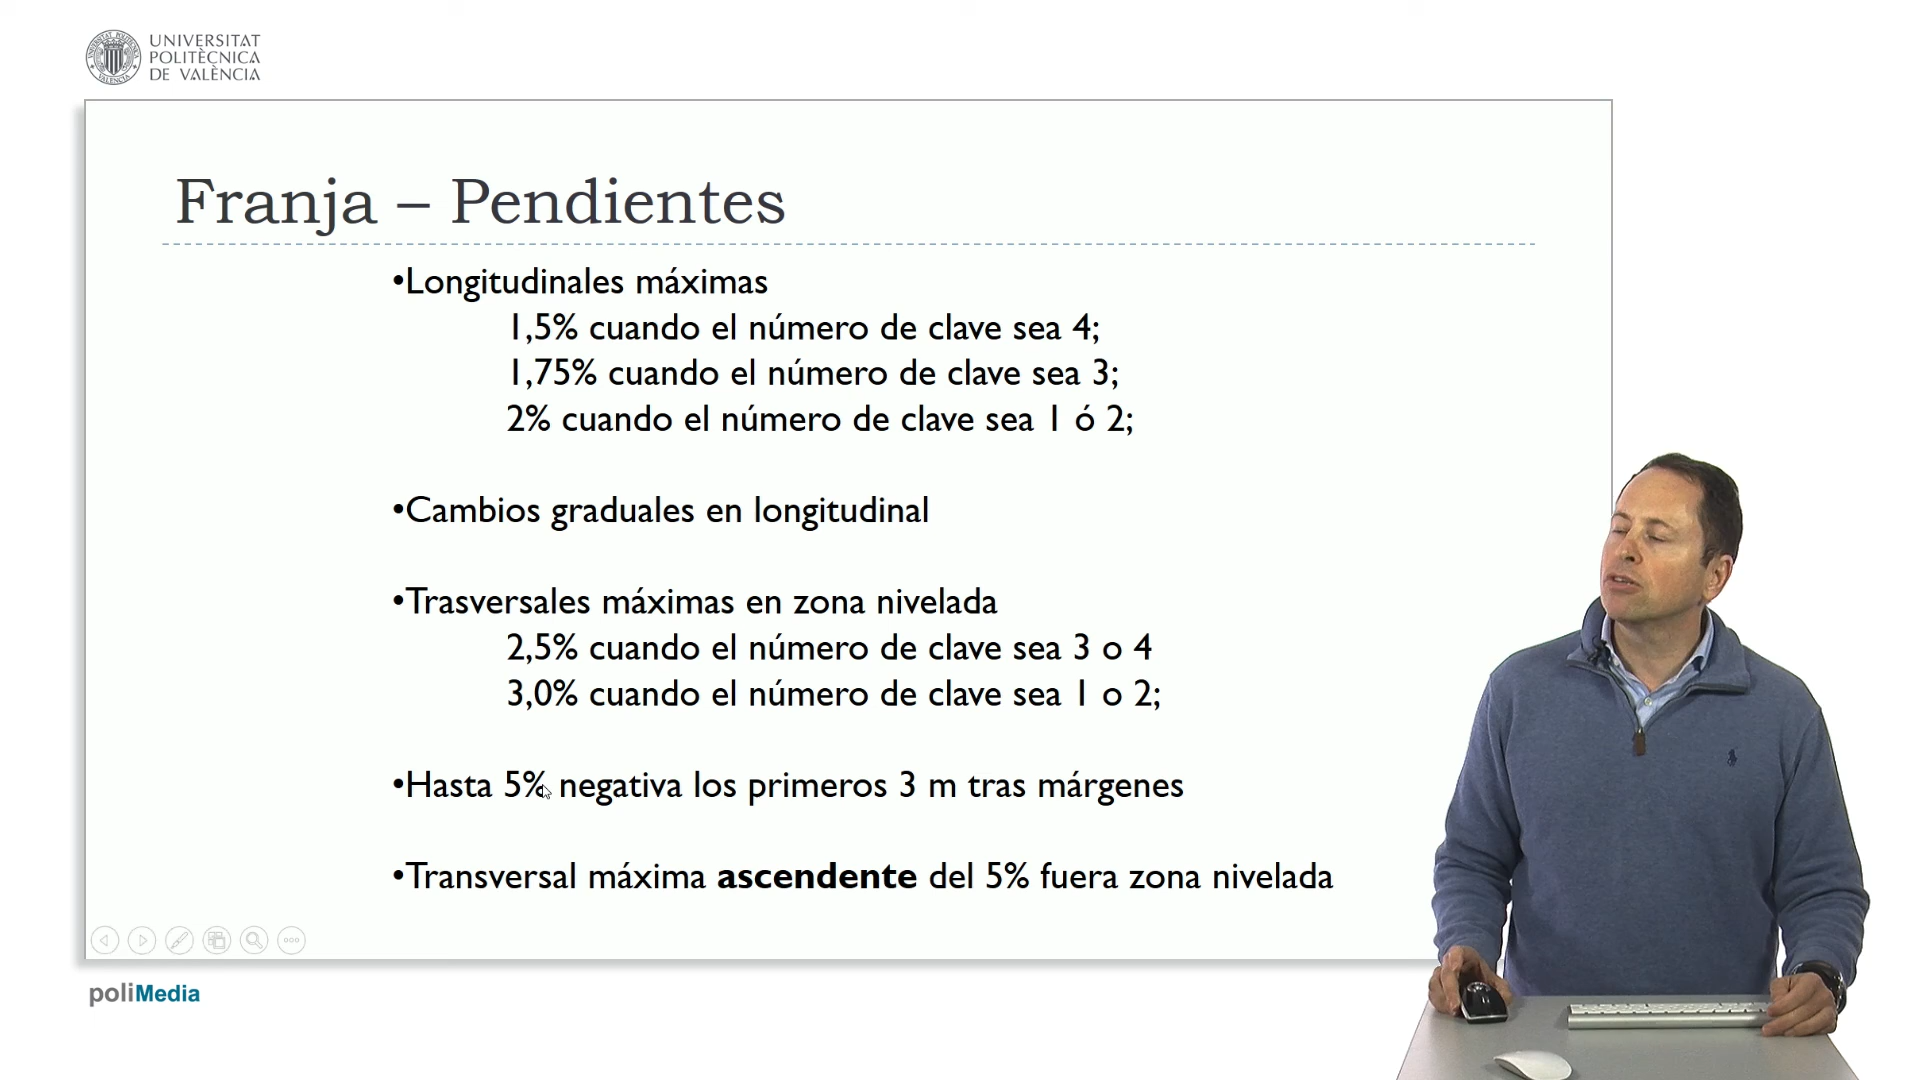 UNIVERSITAT
POLITÈCNICA
DE VALÈNCIA
Franja – Pendientes
•Longitudinales máximas
1,5% cuando el número de clave sea 4;
1,75% cuando el número de clave sea 3;
2% cuando el número de clave sea 1 ó 2;
•Cambios graduales en longitudinal
•Trasversales máximas en zona nivelada
2,5% cuando el número de clave sea 3 o 4
3,0% cuando el número de clave sea 1 o 2;
•Hasta 5% negativa los primeros 3 m tras márgenes
•Transversal máxima ascendente del 5% fuera zona nivelada
poliMedia